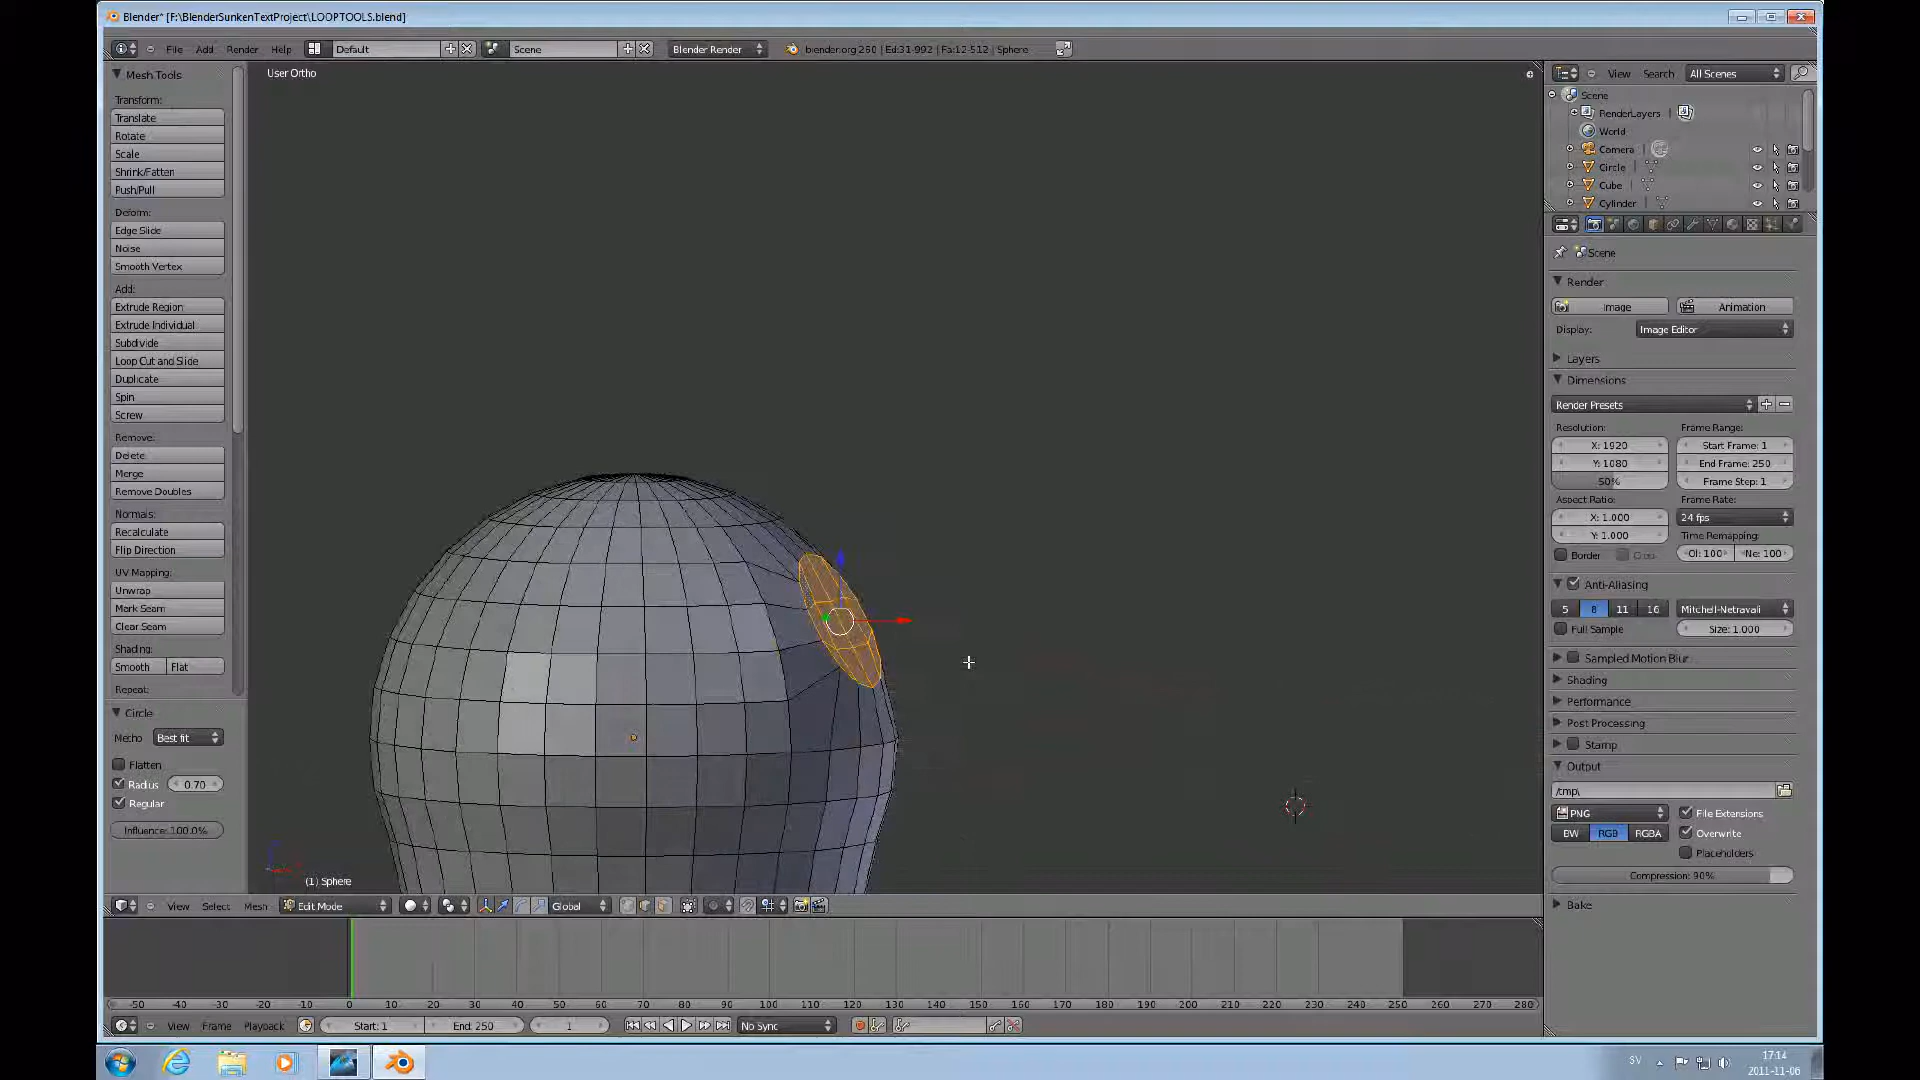 Blender* [F:\BlenderSunkenTextProject\LOOPTOOLS.blend]
File Add Render Help Default Scene Blender Render blender.org 260 | Ed:31-992 | Fa:12-512 | Sphere
Mesh Tools
Transform:
Translate
Rotate
Scale
Shrink/Fatten
Push/Pull
Deform:
Edge Slide
Noise
Smooth Vertex
Add:
Extrude Region
Extrude Individual
Subdivide
Loop Cut and Slide
Duplicate
Spin
Screw
Remove:
Delete
Merge
Remove Doubles
Normals:
Recalculate
Flip Direction
UV Mapping:
Unwrap
Mark Seam
Clear Seam
Shading:
Smooth Flat
Repeat:
Circle
Metho Best fit
Flatten
Radius 0.70
Regular
Influence: 100.0%
User Ortho
(1) Sphere
View Select Mesh Edit Mode Global
-50 -40 -30 -20 -10 0 10 20 30 40 50 60 70 80 90 100 110 120 130 140 150 160 170 180 190 200 210 220 230 240 250 260 270 280
View Frame Playback Start: 1 End: 250 1 No Sync
View Search All Scenes
Scene
RenderLayers |
World
Camera |
Circle |
Cube |
Cylinder |
Scene
Render
Image Animation
Display: Image Editor
Layers
Dimensions
Render Presets
Resolution: Frame Range:
X: 1920 Start Frame: 1
Y: 1080 End Frame: 250
50% Frame Step: 1
Aspect Ratio: Frame Rate:
X: 1.000 24 fps
Y: 1.000 Time Remapping:
Border Ol: 100 Ne: 100
Anti-Aliasing
5 8 11 16 Mitchell-Netravali
Full Sample Size: 1.000
Sampled Motion Blur
Shading
Performance
Post Processing
Stamp
Output
/tmp\
PNG File Extensions
BW RGB RGBA Overwrite
Placeholders
Compression: 90%
Bake
SV 17:14
2011-11-06